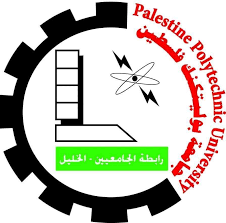 Palestine Polytechnic University
جامعة بوليتكنك فلسطين
رابطة الجامعيين - الخليل